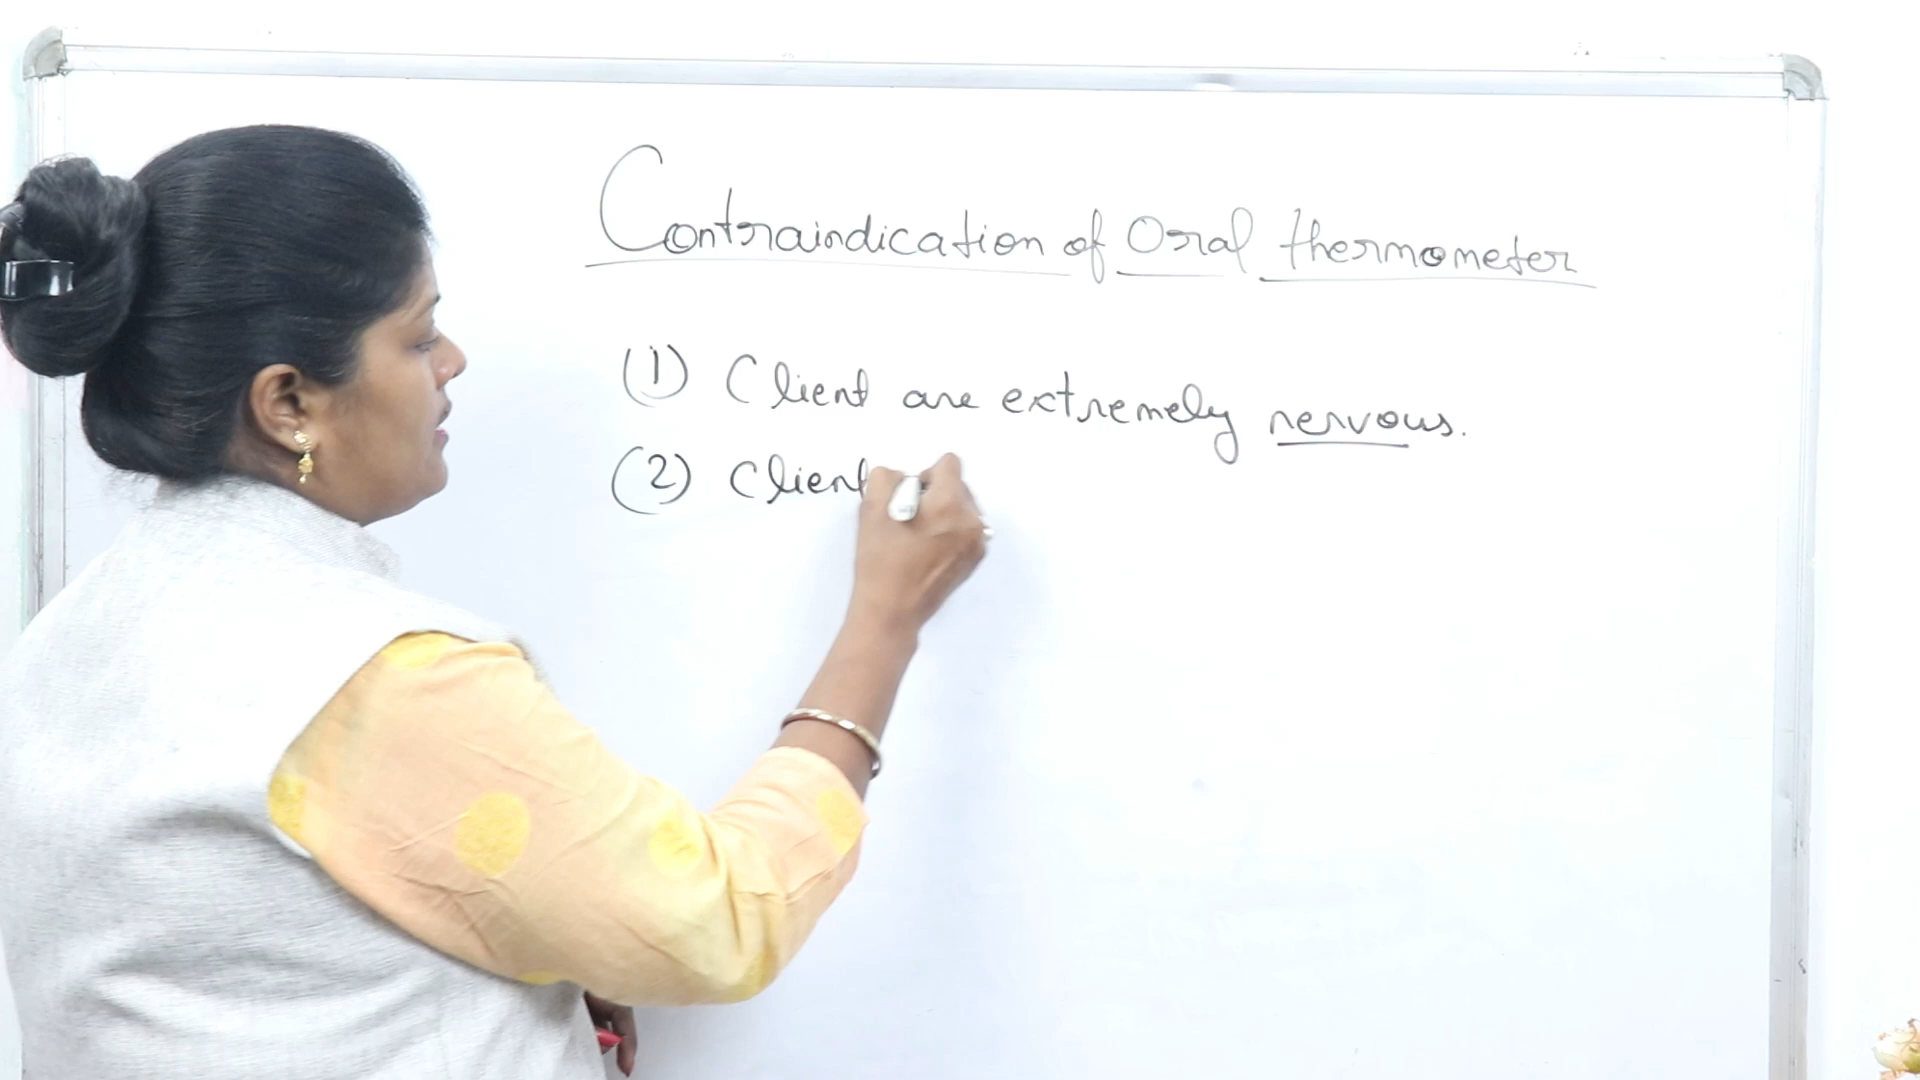 Contraindication of Oral thermometer
(1) Client are extremely nervous.
(2) Client